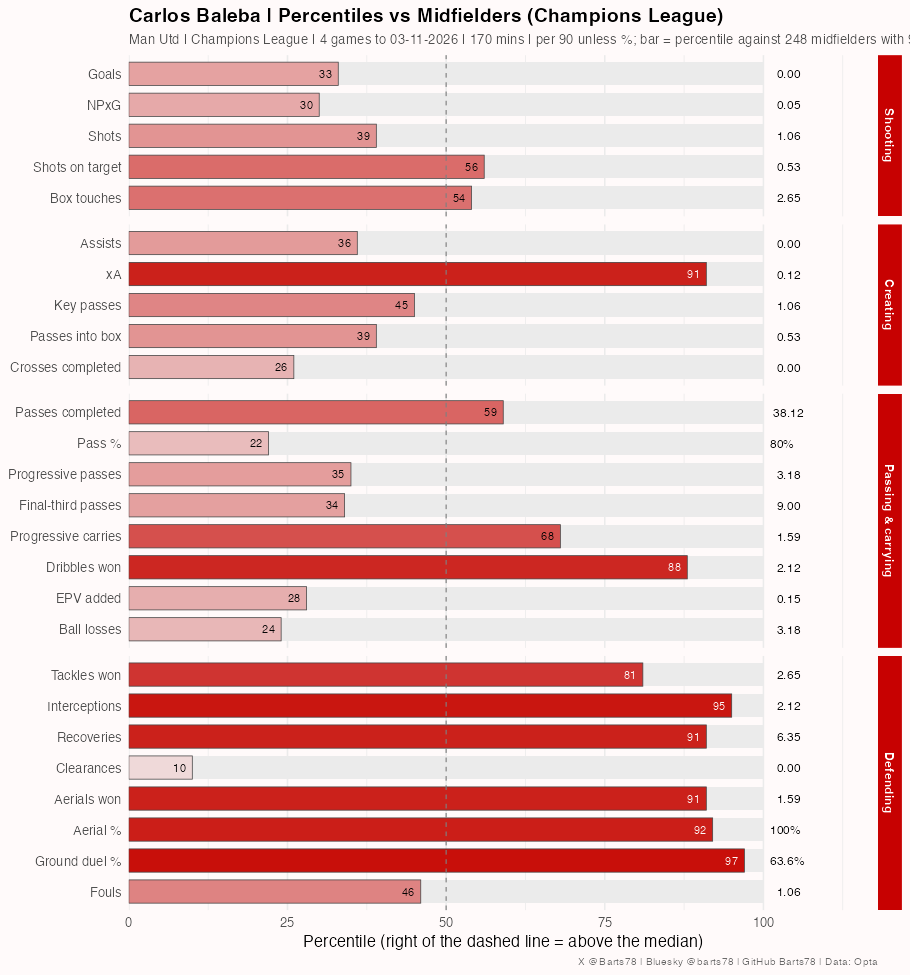 Carlos Baleba | Percentiles vs Midfielders (Champions League)
Man Utd | Champions League | 4 games to 03-11-2026 | 170 mins | per 90 unless %; bar = percentile against 248 midfielders with
Goals 33 0.00
NPxG 30 0.05
Shots 39 1.06
Shots on target 56 0.53
Box touches 54 2.65
Shooting
Assists 36 0.00
xA 91 0.12
Key passes 45 1.06
Passes into box 39 0.53
Crosses completed 26 0.00
Creating
Passes completed 59 38.12
Pass % 22 80%
Progressive passes 35 3.18
Final-third passes 34 9.00
Progressive carries 68 1.59
Dribbles won 88 2.12
EPV added 28 0.15
Ball losses 24 3.18
Passing & carrying
Tackles won 81 2.65
Interceptions 95 2.12
Recoveries 91 6.35
Clearances 10 0.00
Aerials won 91 1.59
Aerial % 92 100%
Ground duel % 97 63.6%
Fouls 46 1.06
Defending
0 25 50 75 100
Percentile (right of the dashed line = above the median)
X @Barts78 | Bluesky @barts78 | GitHub Barts78 | Data: Opta